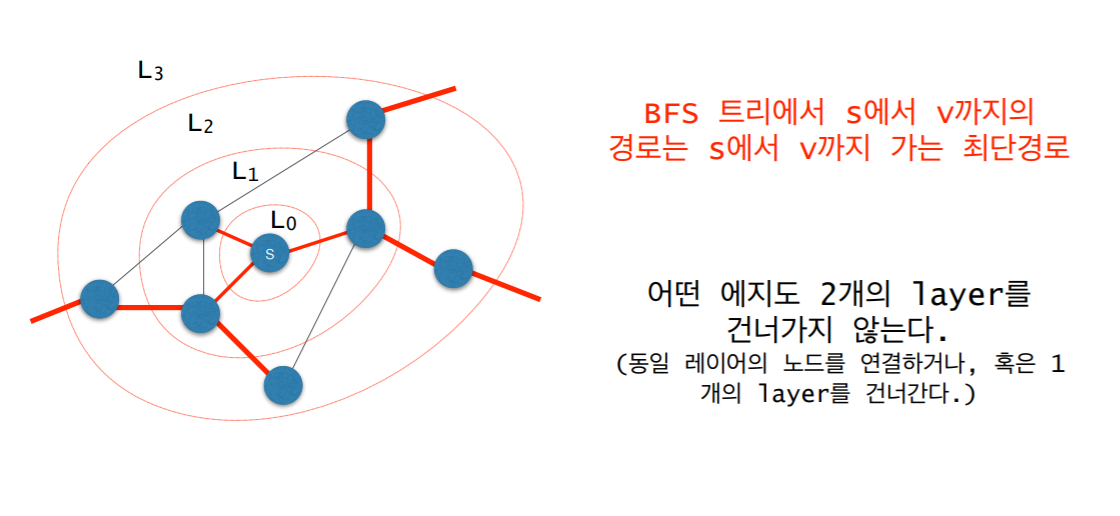 L3
L2
L1
L0
S
BFS 트리에서 s에서 v까지의
경로는 s에서 v까지 가는 최단경로
어떤 에지도 2개의 layer를
건너가지 않는다.
(동일 레이어의 노드를 연결하거나, 혹은 1
개의 layer를 건너간다.)